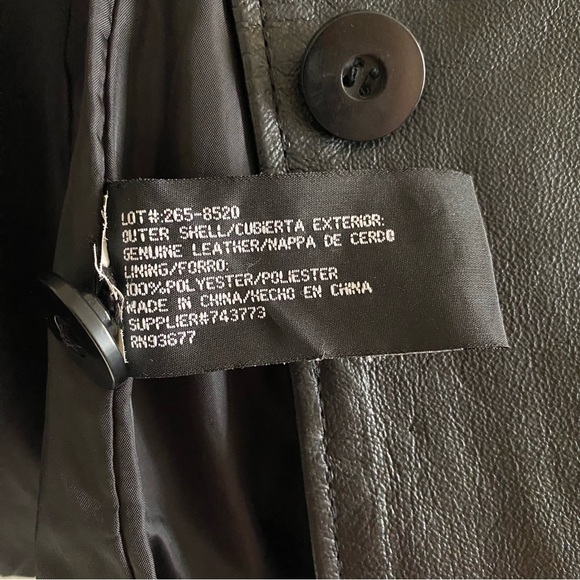 LOT#:265-8520
OUTER SHELL/CUBIERTA EXTERIOR:
GENUINE LEATHER/NAPPA DE CERDO
LINING/FORRO:
100%POLYESTER/POLIESTER
MADE IN CHINA/HECHO EN CHINA
SUPPLIER#743773
RN93677